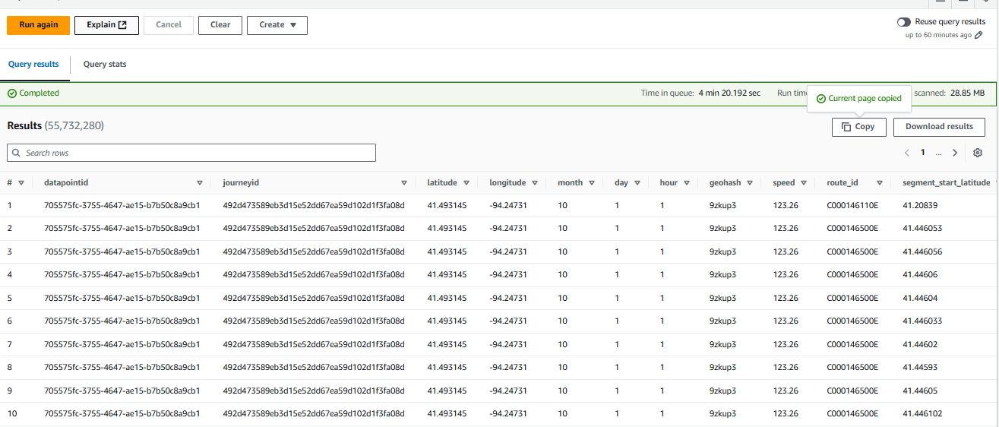 Run again Explain Cancel Clear Create Reuse query results
up to 60 minutes ago
Query results Query stats
Completed Time in queue: 4 min 20.192 sec Run time scanned: 28.85 MB
Current page copied
Results (55,732,280) Copy Download results
Search rows 1 ...
# datapointid journeyid latitude longitude month day hour geohash speed route_id segment_start_latitude
1 705575fc-3755-4647-ae15-b7b50c8a9cb1 492d473589eb3d15e52dd67ea59d102d1f3fa08d 41.493145 -94.24731 10 1 1 9zkup3 123.26 C000146110E 41.20839
2 705575fc-3755-4647-ae15-b7b50c8a9cb1 492d473589eb3d15e52dd67ea59d102d1f3fa08d 41.493145 -94.24731 10 1 1 9zkup3 123.26 C000146500E 41.446053
3 705575fc-3755-4647-ae15-b7b50c8a9cb1 492d473589eb3d15e52dd67ea59d102d1f3fa08d 41.493145 -94.24731 10 1 1 9zkup3 123.26 C000146500E 41.446056
4 705575fc-3755-4647-ae15-b7b50c8a9cb1 492d473589eb3d15e52dd67ea59d102d1f3fa08d 41.493145 -94.24731 10 1 1 9zkup3 123.26 C000146500E 41.44606
5 705575fc-3755-4647-ae15-b7b50c8a9cb1 492d473589eb3d15e52dd67ea59d102d1f3fa08d 41.493145 -94.24731 10 1 1 9zkup3 123.26 C000146500E 41.44604
6 705575fc-3755-4647-ae15-b7b50c8a9cb1 492d473589eb3d15e52dd67ea59d102d1f3fa08d 41.493145 -94.24731 10 1 1 9zkup3 123.26 C000146500E 41.446033
7 705575fc-3755-4647-ae15-b7b50c8a9cb1 492d473589eb3d15e52dd67ea59d102d1f3fa08d 41.493145 -94.24731 10 1 1 9zkup3 123.26 C000146500E 41.44602
8 705575fc-3755-4647-ae15-b7b50c8a9cb1 492d473589eb3d15e52dd67ea59d102d1f3fa08d 41.493145 -94.24731 10 1 1 9zkup3 123.26 C000146500E 41.44593
9 705575fc-3755-4647-ae15-b7b50c8a9cb1 492d473589eb3d15e52dd67ea59d102d1f3fa08d 41.493145 -94.24731 10 1 1 9zkup3 123.26 C000146500E 41.44605
10 705575fc-3755-4647-ae15-b7b50c8a9cb1 492d473589eb3d15e52dd67ea59d102d1f3fa08d 41.493145 -94.24731 10 1 1 9zkup3 123.26 C000146500E 41.446102